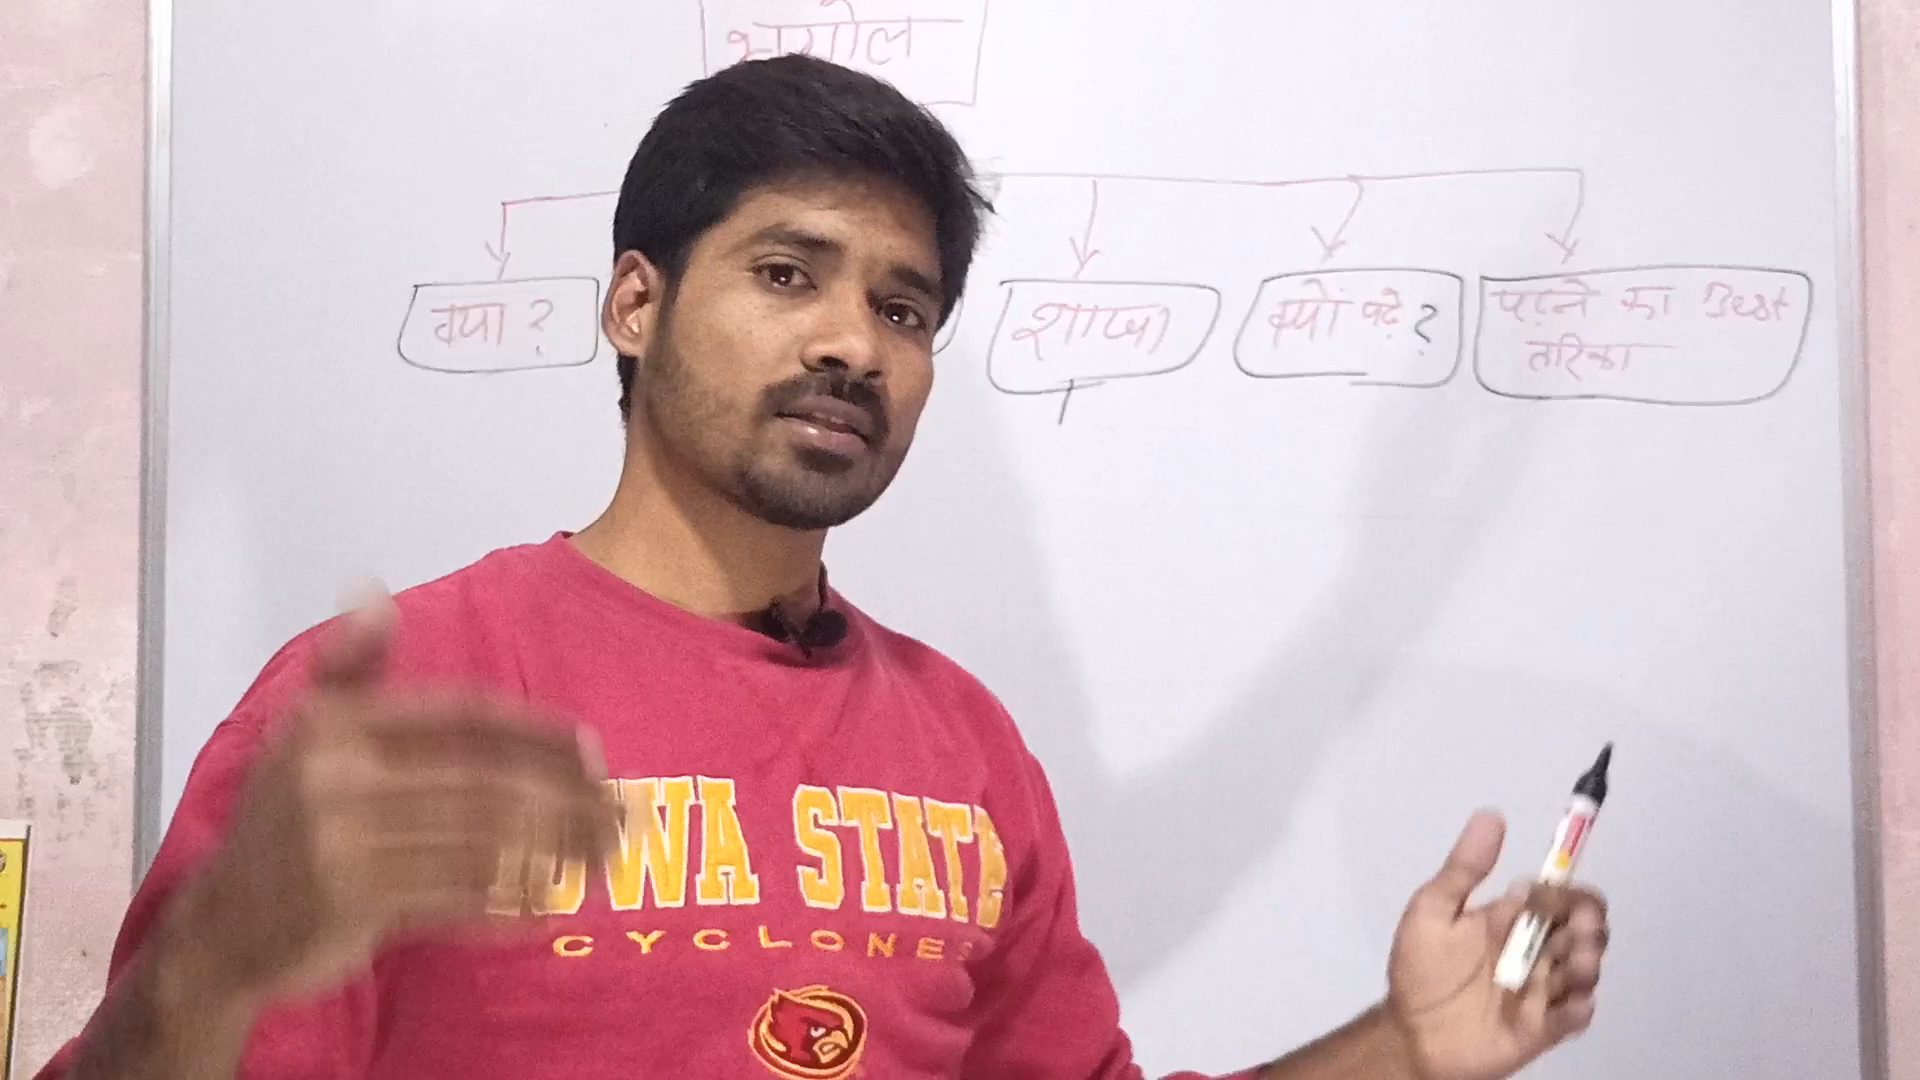 भूगोल
क्या ?
शाखा
क्यों पढ़े ?
पढ़ने का Best
तरिका
IOWA STATE
CYCLONES